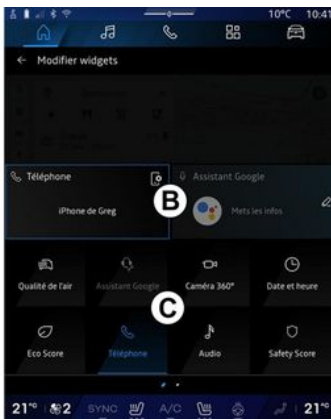 10°C 10:41
← Modifier widgets
Téléphone
Assistant Google
B
iPhone de Greg
Mets les infos
Qualité de l'air
Assistant Google
Caméra 360°
Date et heure
C
Eco Score
Téléphone
Audio
Safety Score
21°C 2 SYNC A/C 21°C